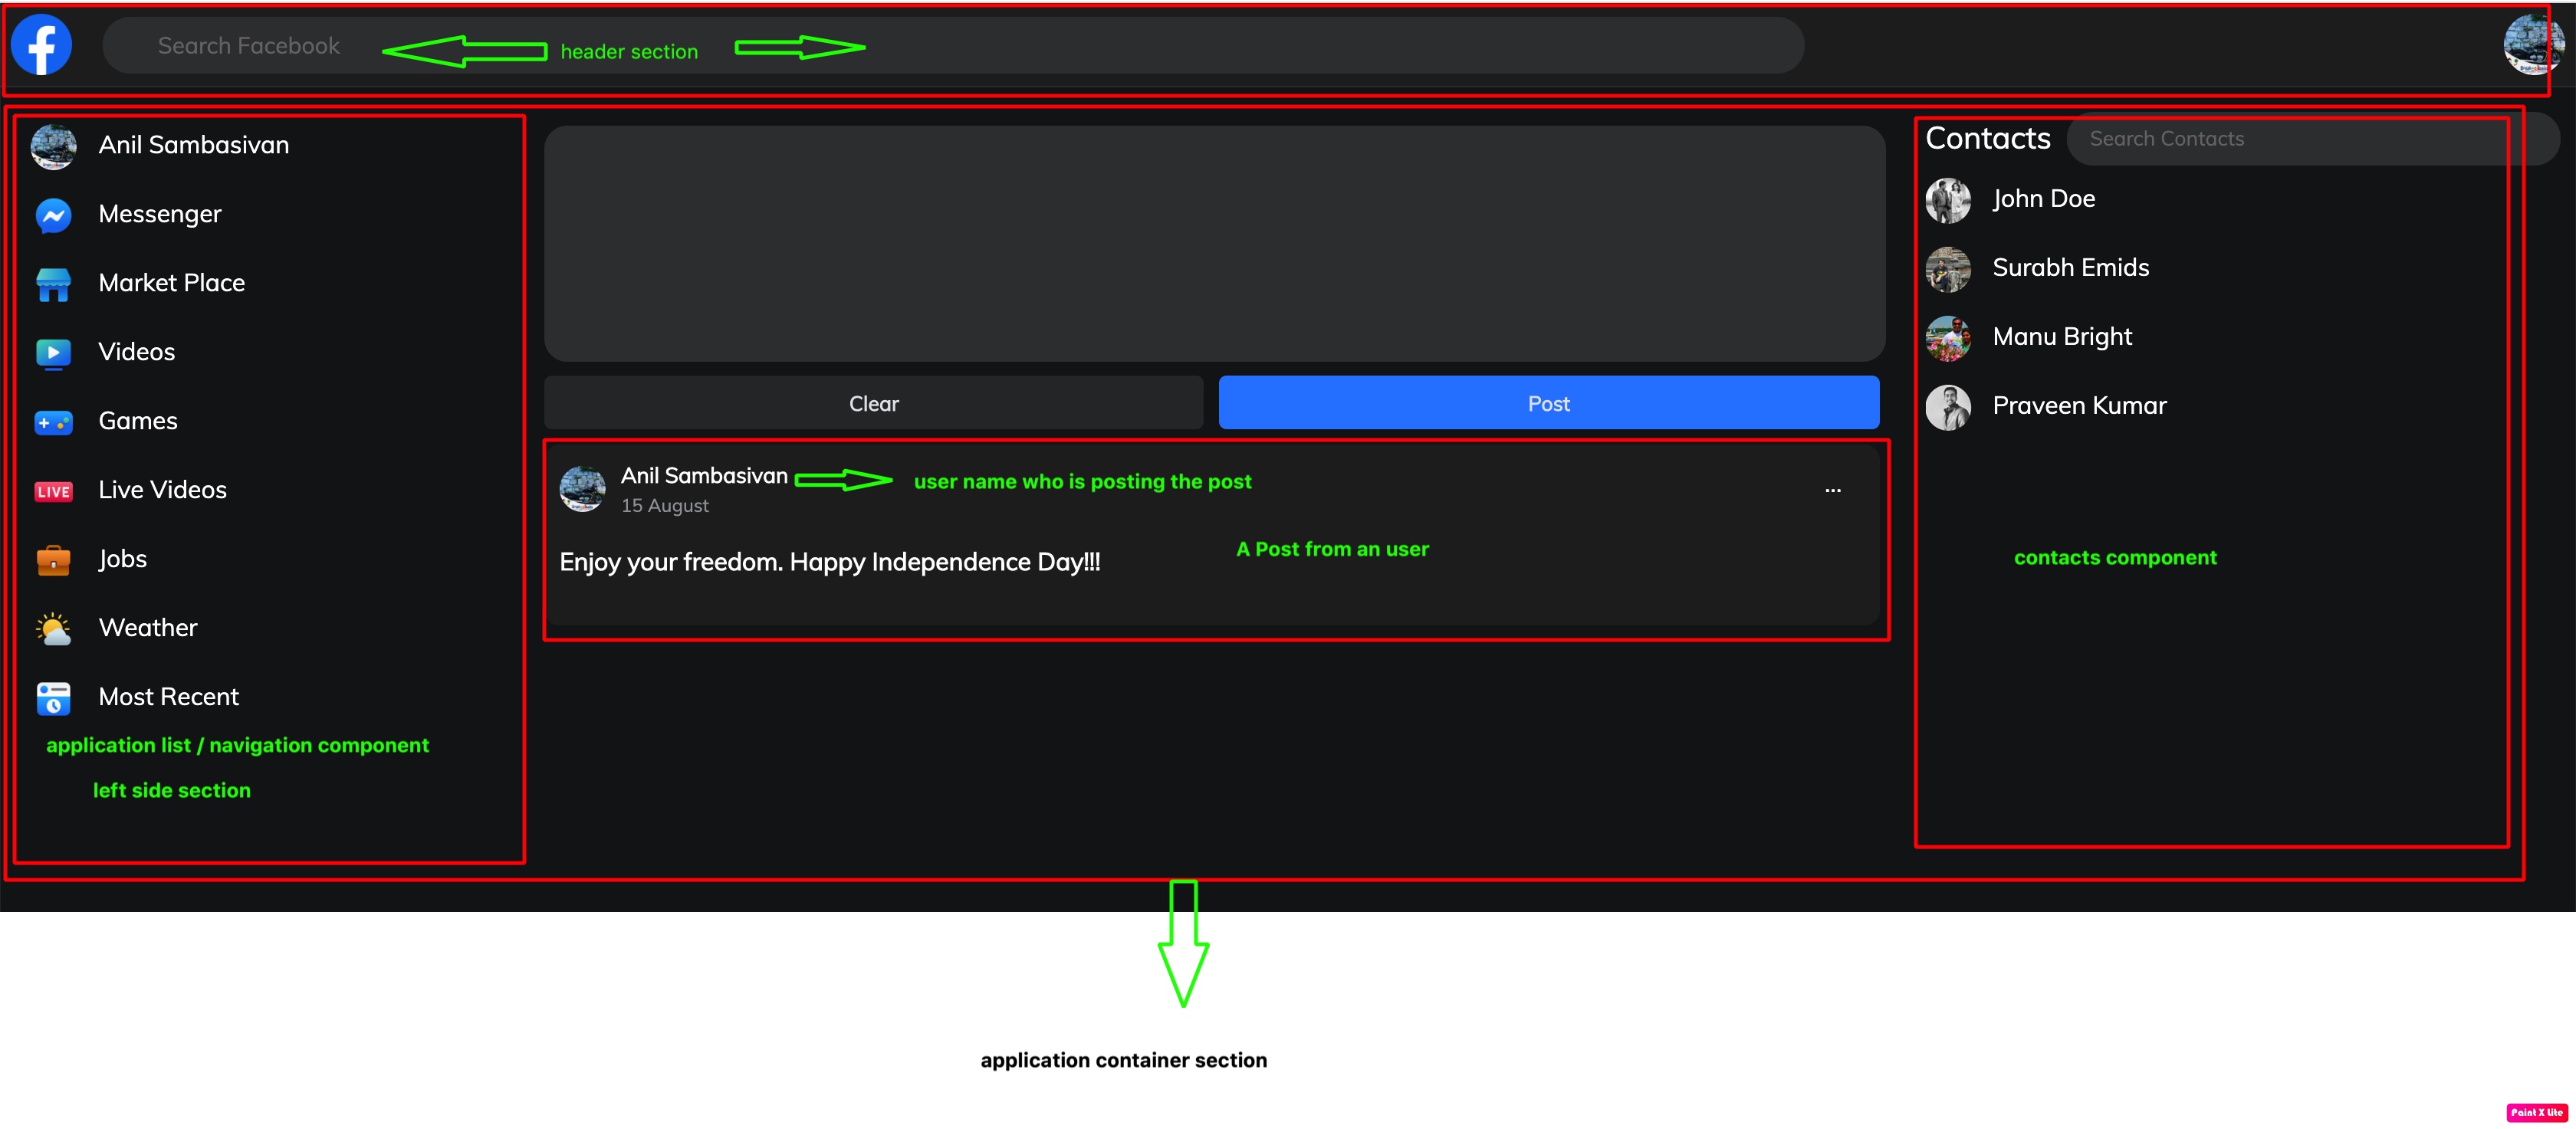 Search Facebook
header section
Anil Sambasivan
Messenger
Market Place
Videos
Games
LIVE
Live Videos
Jobs
Weather
Most Recent
application list / navigation component
left side section
Clear
Post
Anil Sambasivan
user name who is posting the post
15 August
...
A Post from an user
Enjoy your freedom. Happy Independence Day!!!
Contacts
Search Contacts
John Doe
Surabh Emids
Manu Bright
Praveen Kumar
contacts component
application container section
Paint X Lite